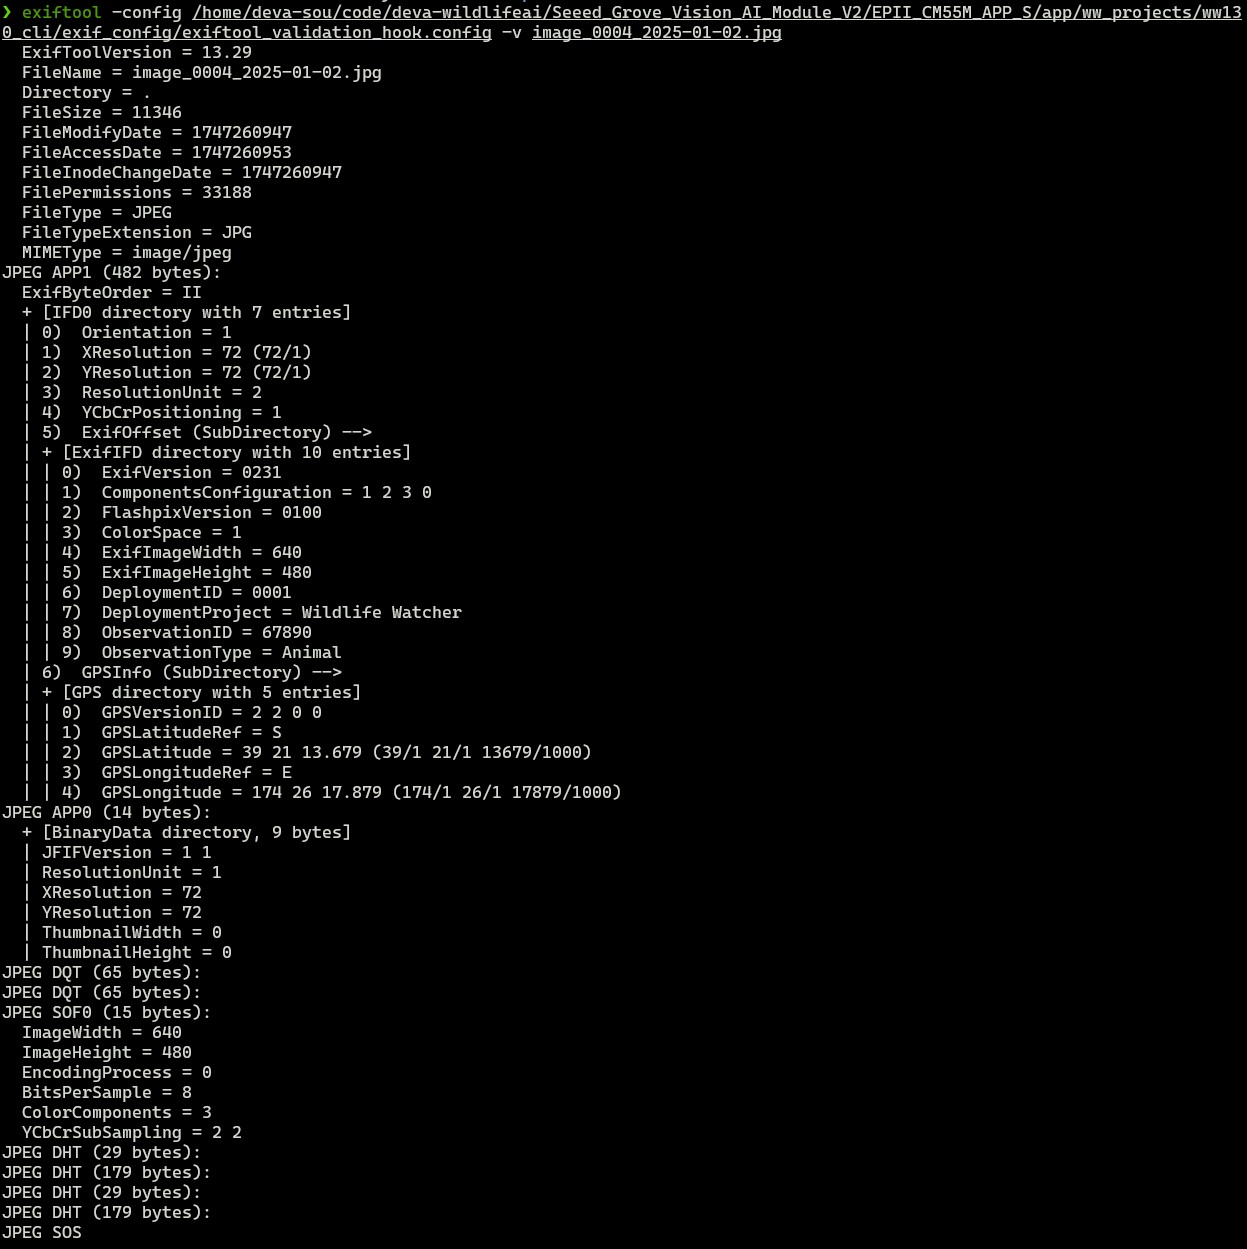 ❯ exiftool -config /home/deva-sou/code/deva-wildlifeai/Seeed_Grove_Vision_AI_Module_V2/EPII_CM55M_APP_S/app/ww_projects/ww13
0_cli/exif_config/exiftool_validation_hook.config -v image_0004_2025-01-02.jpg
  ExifToolVersion = 13.29
  FileName = image_0004_2025-01-02.jpg
  Directory = .
  FileSize = 11346
  FileModifyDate = 1747260947
  FileAccessDate = 1747260953
  FileInodeChangeDate = 1747260947
  FilePermissions = 33188
  FileType = JPEG
  FileTypeExtension = JPG
  MIMEType = image/jpeg
JPEG APP1 (482 bytes):
  ExifByteOrder = II
  + [IFD0 directory with 7 entries]
  | 0)  Orientation = 1
  | 1)  XResolution = 72 (72/1)
  | 2)  YResolution = 72 (72/1)
  | 3)  ResolutionUnit = 2
  | 4)  YCbCrPositioning = 1
  | 5)  ExifOffset (SubDirectory) -->
  | + [ExifIFD directory with 10 entries]
  | | 0)  ExifVersion = 0231
  | | 1)  ComponentsConfiguration = 1 2 3 0
  | | 2)  FlashpixVersion = 0100
  | | 3)  ColorSpace = 1
  | | 4)  ExifImageWidth = 640
  | | 5)  ExifImageHeight = 480
  | | 6)  DeploymentID = 0001
  | | 7)  DeploymentProject = Wildlife Watcher
  | | 8)  ObservationID = 67890
  | | 9)  ObservationType = Animal
  | 6)  GPSInfo (SubDirectory) -->
  | + [GPS directory with 5 entries]
  | | 0)  GPSVersionID = 2 2 0 0
  | | 1)  GPSLatitudeRef = S
  | | 2)  GPSLatitude = 39 21 13.679 (39/1 21/1 13679/1000)
  | | 3)  GPSLongitudeRef = E
  | | 4)  GPSLongitude = 174 26 17.879 (174/1 26/1 17879/1000)
JPEG APP0 (14 bytes):
  + [BinaryData directory, 9 bytes]
  | JFIFVersion = 1 1
  | ResolutionUnit = 1
  | XResolution = 72
  | YResolution = 72
  | ThumbnailWidth = 0
  | ThumbnailHeight = 0
JPEG DQT (65 bytes):
JPEG DQT (65 bytes):
JPEG SOF0 (15 bytes):
  ImageWidth = 640
  ImageHeight = 480
  EncodingProcess = 0
  BitsPerSample = 8
  ColorComponents = 3
  YCbCrSubSampling = 2 2
JPEG DHT (29 bytes):
JPEG DHT (179 bytes):
JPEG DHT (29 bytes):
JPEG DHT (179 bytes):
JPEG SOS